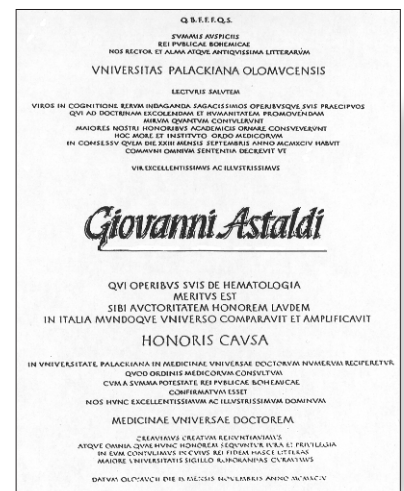 Q. B. F. F. F. Q. S.
SVMMIS AVSPICIIS
REI PVBLICAE BOHEMICAE
NOS RECTOR ET ALMA ATQVE ANTIQVISSIMA LITTERARVM
VNIVERSITAS PALACKIANA OLOMVCENSIS
LECTVRIS SALVTEM
VIROS IN COGNITIONE RERVM INDAGANDA SAGACISSIMOS OPERIBVSQVE SVIS PRAECIPVOS
QVI AD DOCTRINAM EXCOLENDAM ET HVMANITATEM PROMOVENDAM
MIRVM QVANTVM CONTVLERVNT
MAIORES NOSTRI HONORIBVS ACADEMICIS ORNARE CONSVEVERVNT
HOC MORE ET INSTITVTO ORDO MEDICORVM
IN CONSESSV QVEM DIE XXIII MENSIS SEPTEMBRIS ANNO MCMXCIV HABVIT
COMMVNI OMNIVM SENTENTIA DECREVIT VT
VIR EXCELLENTISSIMVS AC ILLVSTRISSIMVS
Giovanni Astaldi
QVI OPERIBVS SVIS DE HEMATOLOGIA
MERITVS EST
SIBI AVCTORITATEM HONOREM LAVDEM
IN ITALIA MVNDOQVE VNIVERSO COMPARAVIT ET AMPLIFICAVIT
HONORIS CAVSA
IN VNIVERSITATE PALACKIANA IN MEDICINAE VNIVERSAE DOCTORVM NVMERVM RECIPERETVR
QVOD ORDINIS MEDICORVM CONSVLTVM
CVM A SVMMA POTESTATE REI PVBLICAE BOHEMICAE
CONFIRMATVM ESSET
NOS HVNC EXCELLENTISSIMVM AC ILLVSTRISSIMVM DOMINVM
MEDICINAE VNIVERSAE DOCTOREM
CREAVIMVS CREATVM RENVNTIAVIMVS
ATQVE OMNIA QVAE HVNC HONOREM SEQVVNTVR IVRA ET PRIVILEGIA
IN EVM CONTVLIMVS IN CVIVS REI FIDEM HASCE LITTERAS
MAIORE VNIVERSITATIS SIGILLO CVRAVIMVS
DATVM DIE MENSIS NOVEMBRIS ANNO